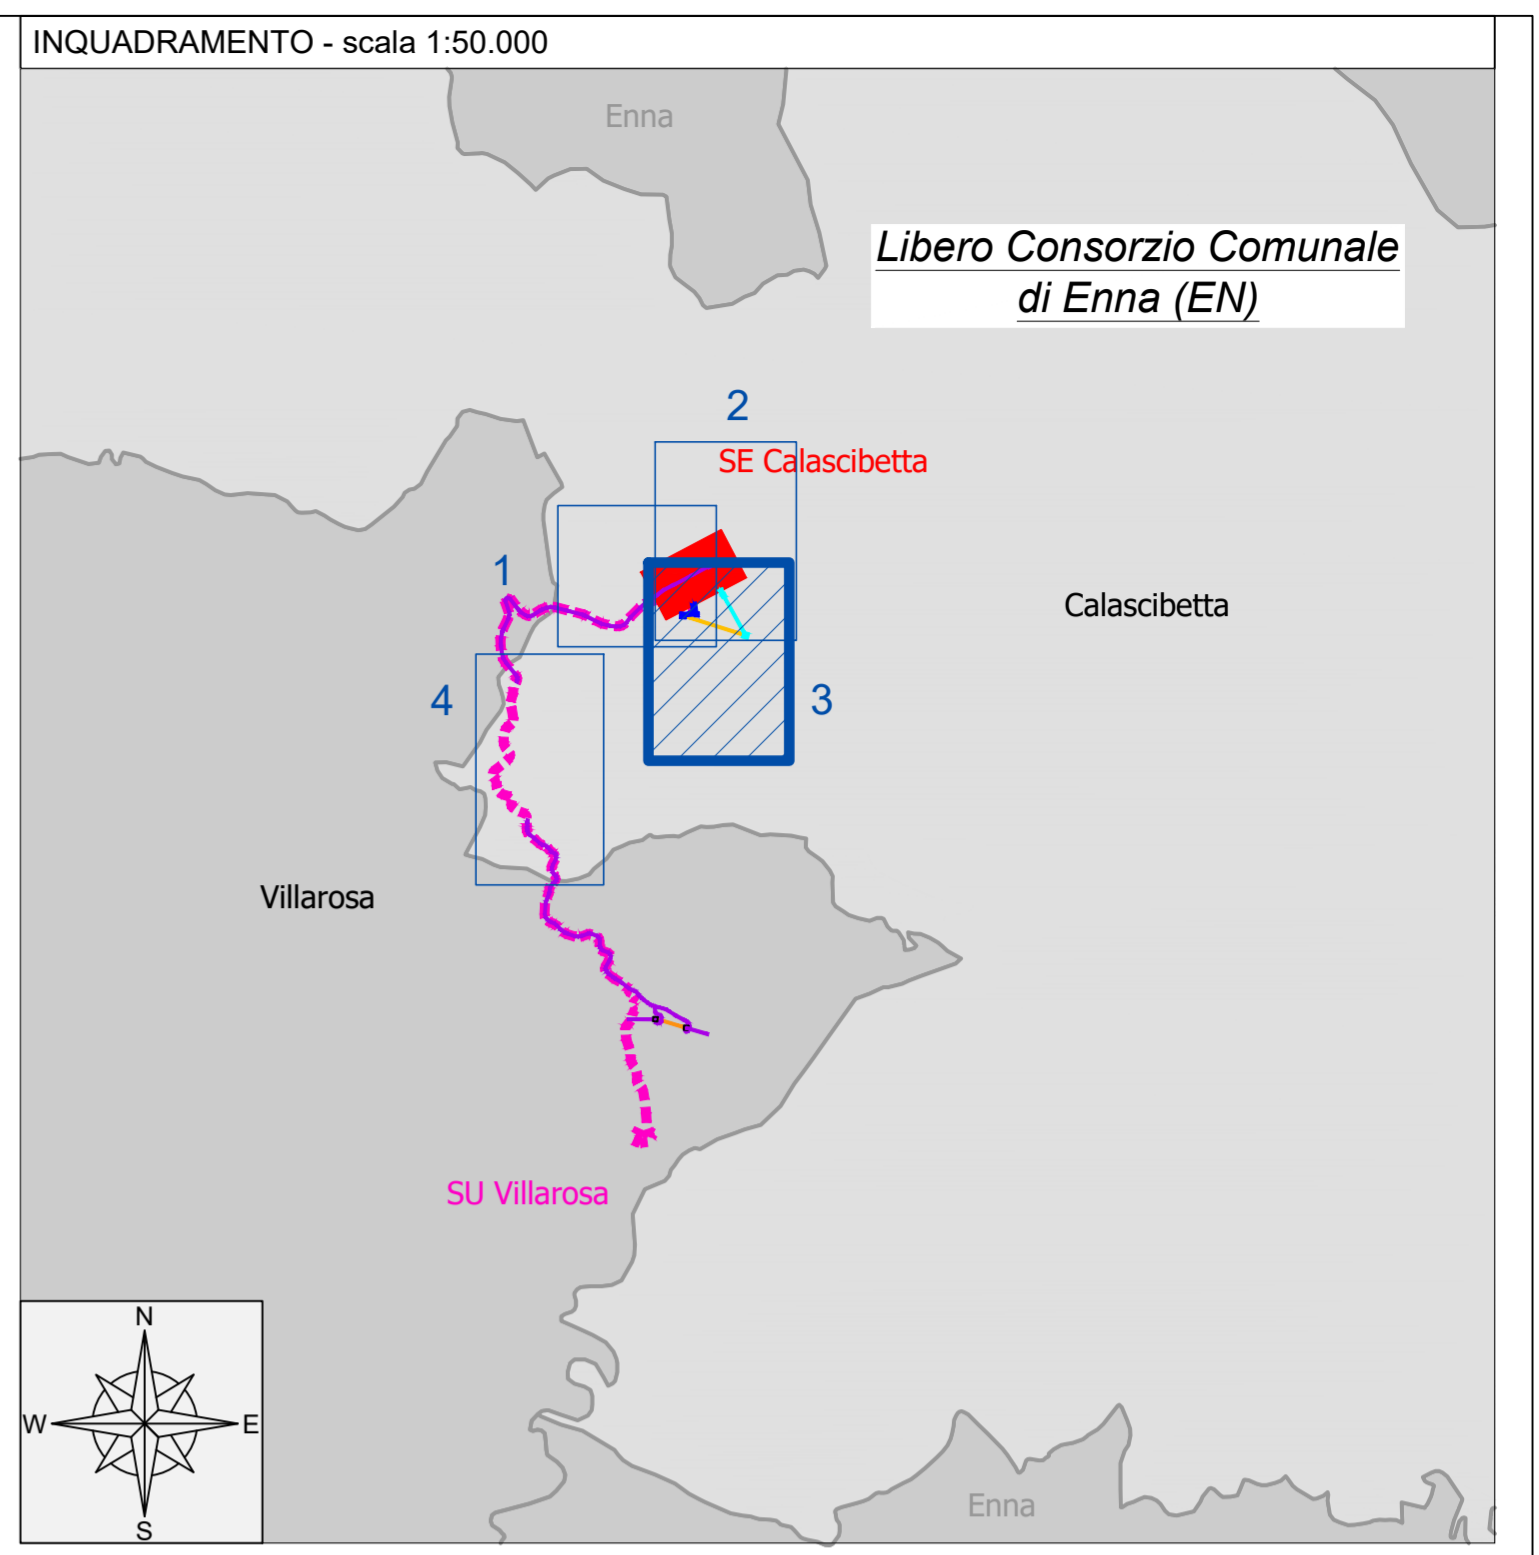 INQUADRAMENTO - scala 1:50.000
Enna
Libero Consorzio Comunale
di Enna (EN)
2
SE Calascibetta
1
Calascibetta
4
3
Villarosa
SU Villarosa
N
W
E
S
Enna